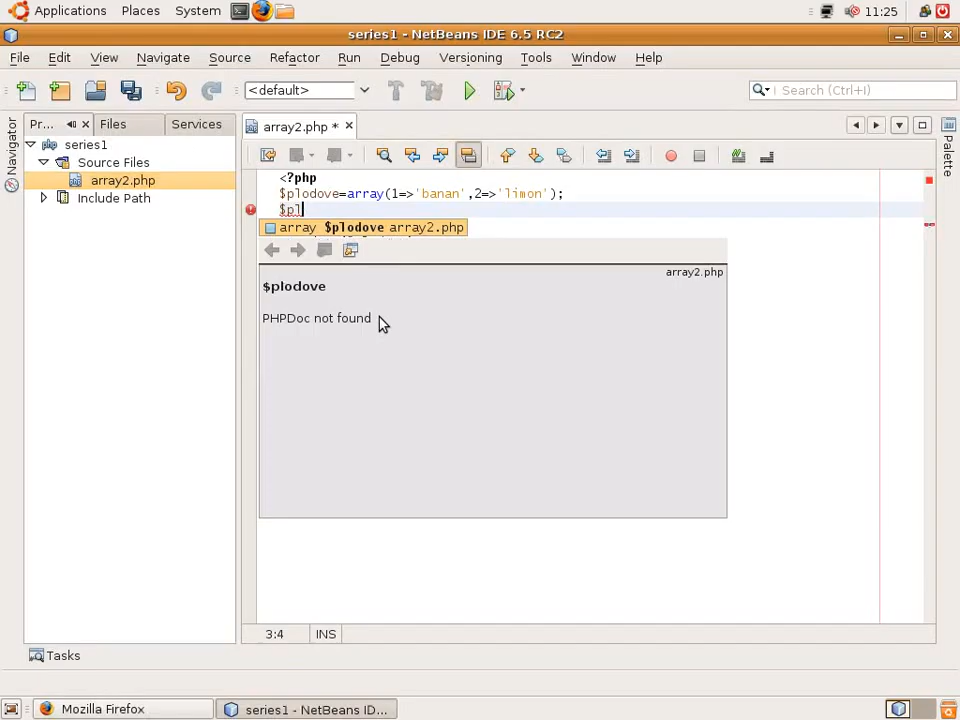 Applications Places System 11:25
series1 - NetBeans IDE 6.5 RC2
File Edit View Navigate Source Refactor Run Debug Versioning Tools Window Help
<default> Search (Ctrl+I)
Navigator
Pr... Files Services
array2.php *
Palette
series1
Source Files
array2.php
Include Path
<?php
$plodove=array(1=>'banan',2=>'limon');
$pl
array $plodove array2.php
array2.php
$plodove
PHPDoc not found
3:4 INS
Tasks
Mozilla Firefox series1 - NetBeans ID...